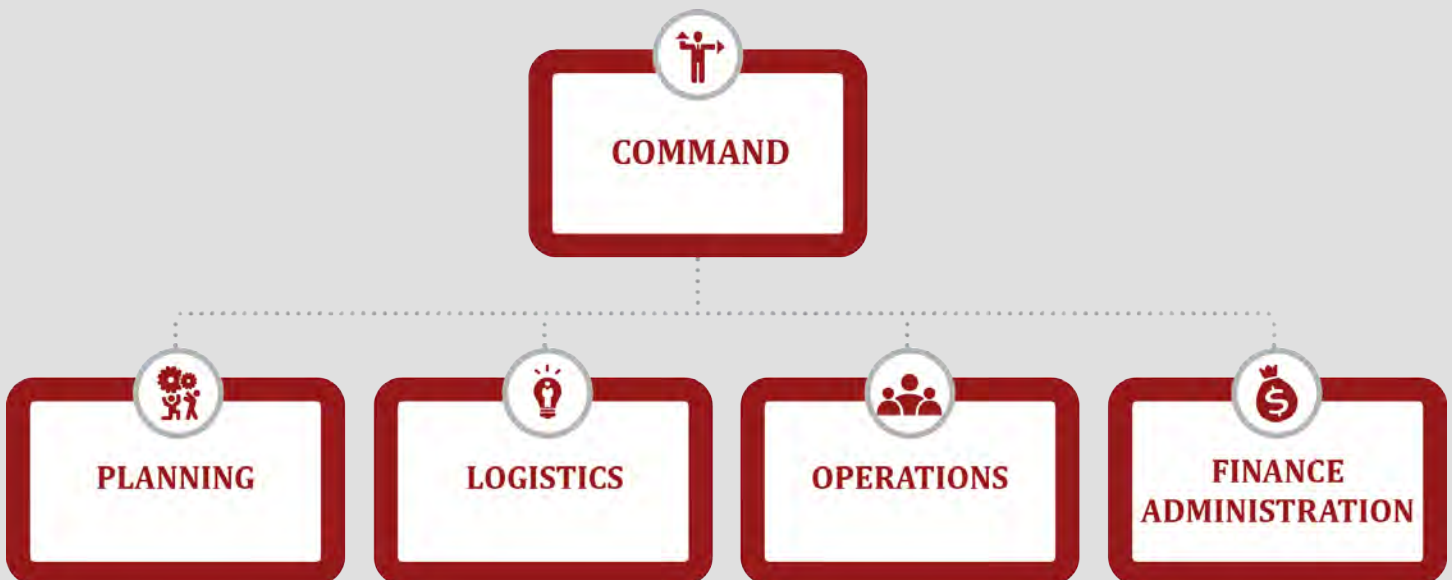 COMMAND
PLANNING
LOGISTICS
OPERATIONS
FINANCE
ADMINISTRATION